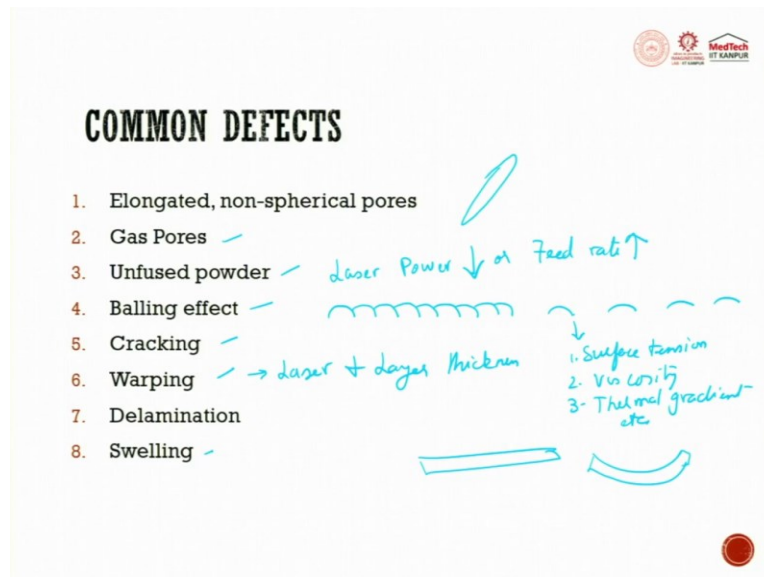 MedTech
IIT KANPUR
COMMON DEFECTS
1. Elongated, non-spherical pores
2. Gas Pores
3. Unfused powder Laser Power ↓ or Feed rate ↑
4. Balling effect
5. Cracking
1. Surface tension
6. Warping → Laser + Layer thickness
2. Viscosity
3- Thermal gradient
etc
7. Delamination
8. Swelling